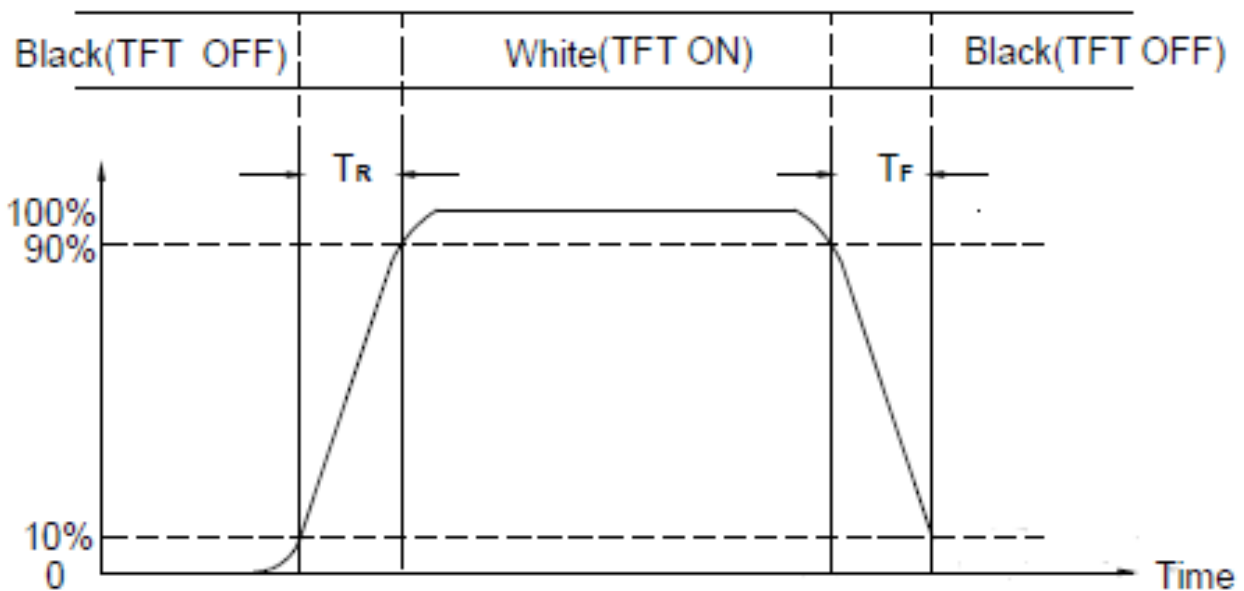 Black(TFT OFF) White(TFT ON) Black(TFT OFF)
TR TF
100%
90%
10%
0 Time